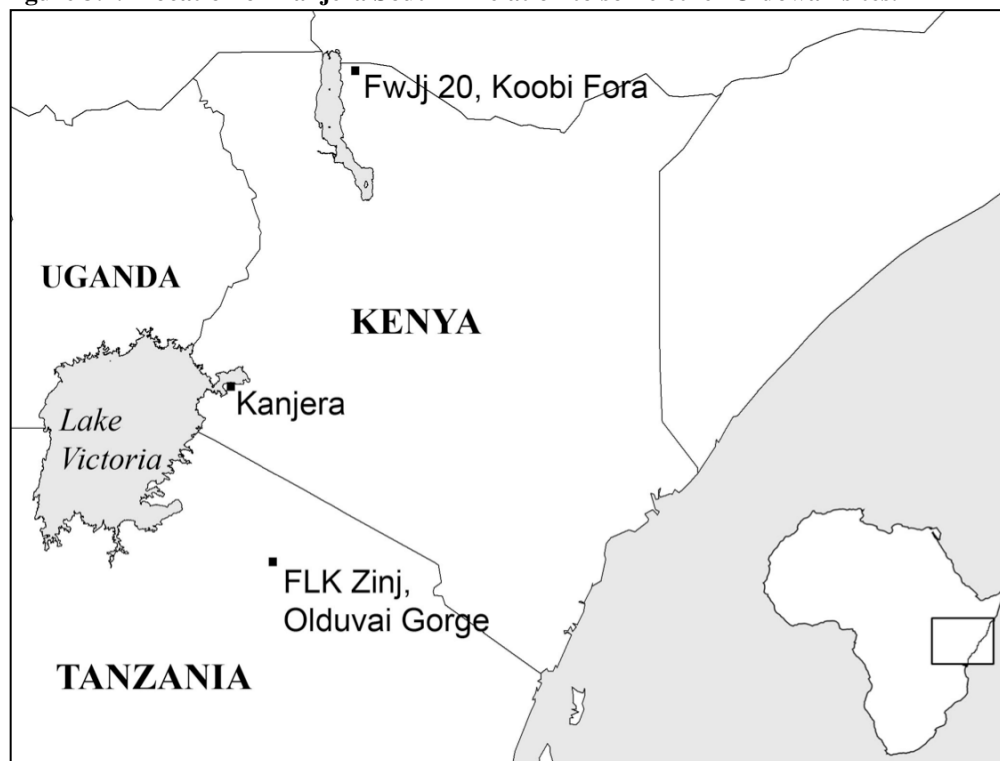 FwJj 20, Koobi Fora
UGANDA
KENYA
Kanjera
Lake
Victoria
FLK Zinj,
Olduvai Gorge
TANZANIA